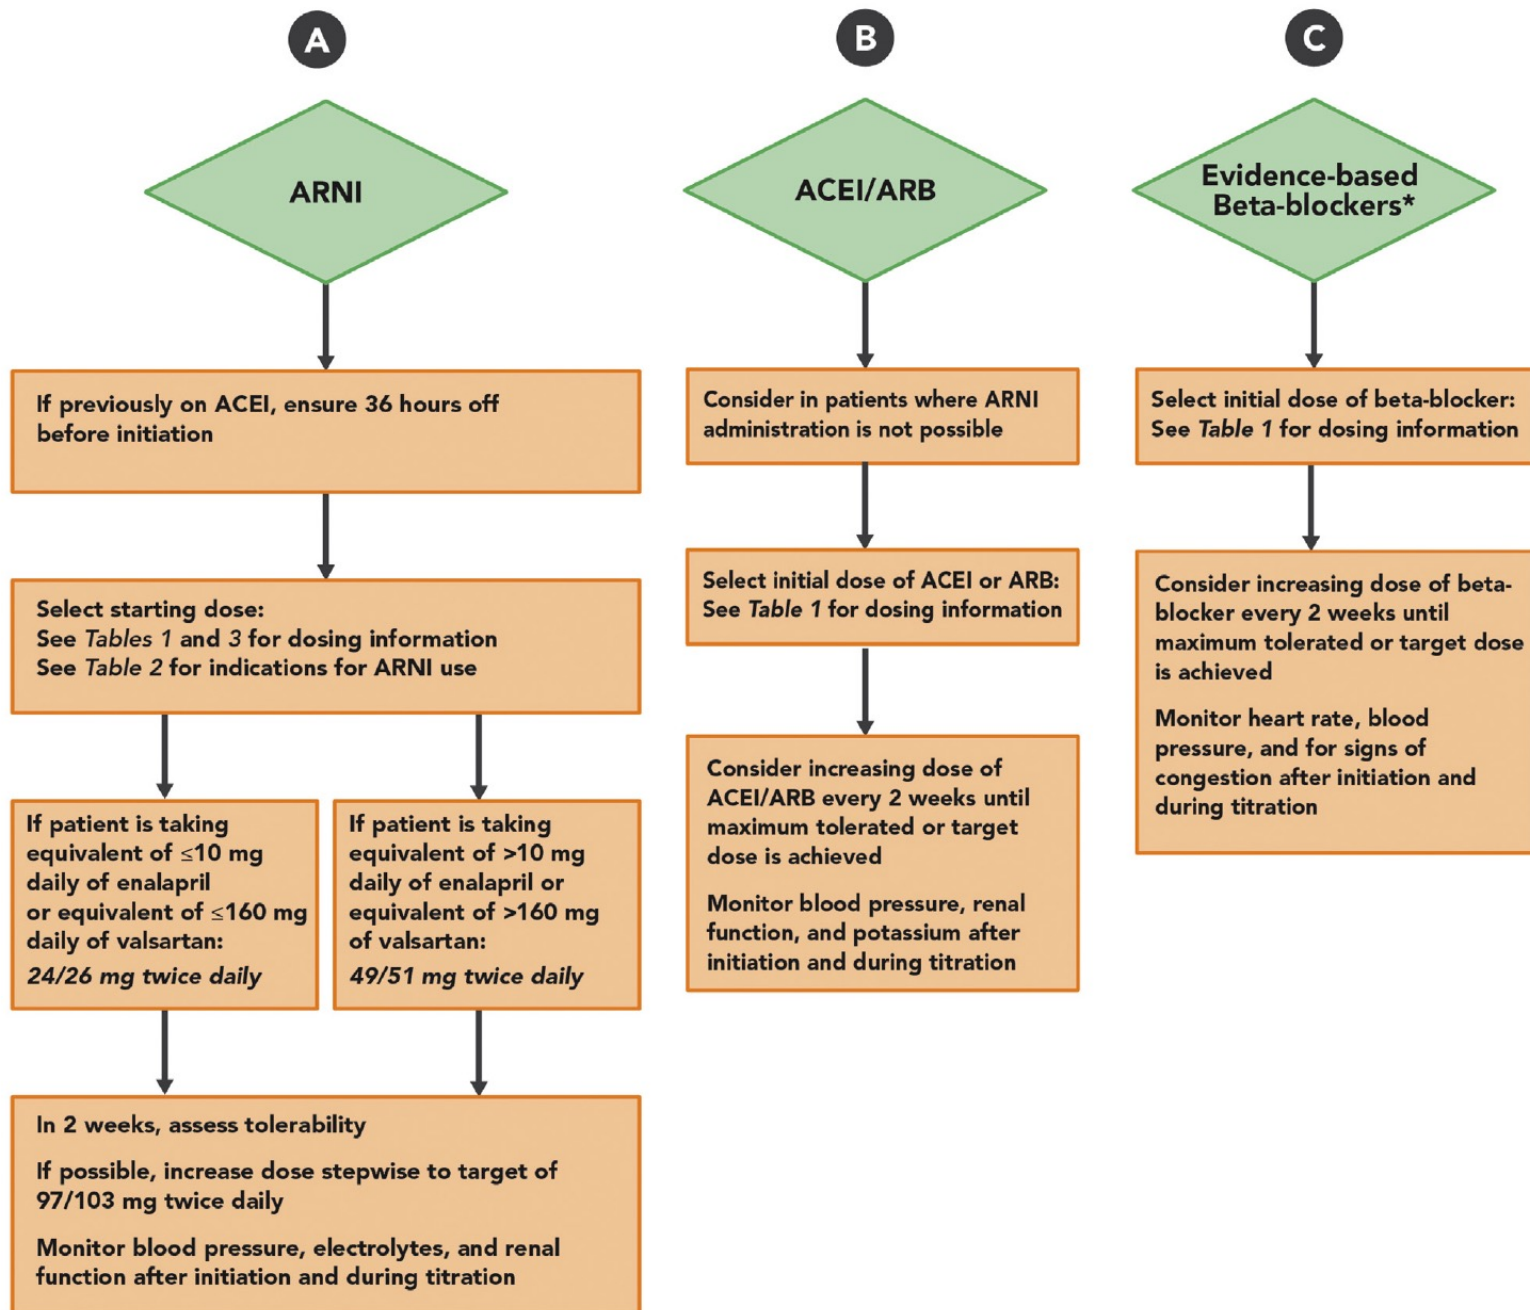 A
ARNI
If previously on ACEI, ensure 36 hours off
before initiation
Select starting dose:
See Tables 1 and 3 for dosing information
See Table 2 for indications for ARNI use
If patient is taking
equivalent of ≤10 mg
daily of enalapril
or equivalent of ≤160 mg
daily of valsartan:
24/26 mg twice daily
If patient is taking
equivalent of >10 mg
daily of enalapril or
equivalent of >160 mg
of valsartan:
49/51 mg twice daily
In 2 weeks, assess tolerability
If possible, increase dose stepwise to target of
97/103 mg twice daily
Monitor blood pressure, electrolytes, and renal
function after initiation and during titration
B
ACEI/ARB
Consider in patients where ARNI
administration is not possible
Select initial dose of ACEI or ARB:
See Table 1 for dosing information
Consider increasing dose of
ACEI/ARB every 2 weeks until
maximum tolerated or target
dose is achieved
Monitor blood pressure, renal
function, and potassium after
initiation and during titration
C
Evidence-based
Beta-blockers*
Select initial dose of beta-blocker:
See Table 1 for dosing information
Consider increasing dose of beta-
blocker every 2 weeks until
maximum tolerated or target dose
is achieved
Monitor heart rate, blood
pressure, and for signs of
congestion after initiation and
during titration